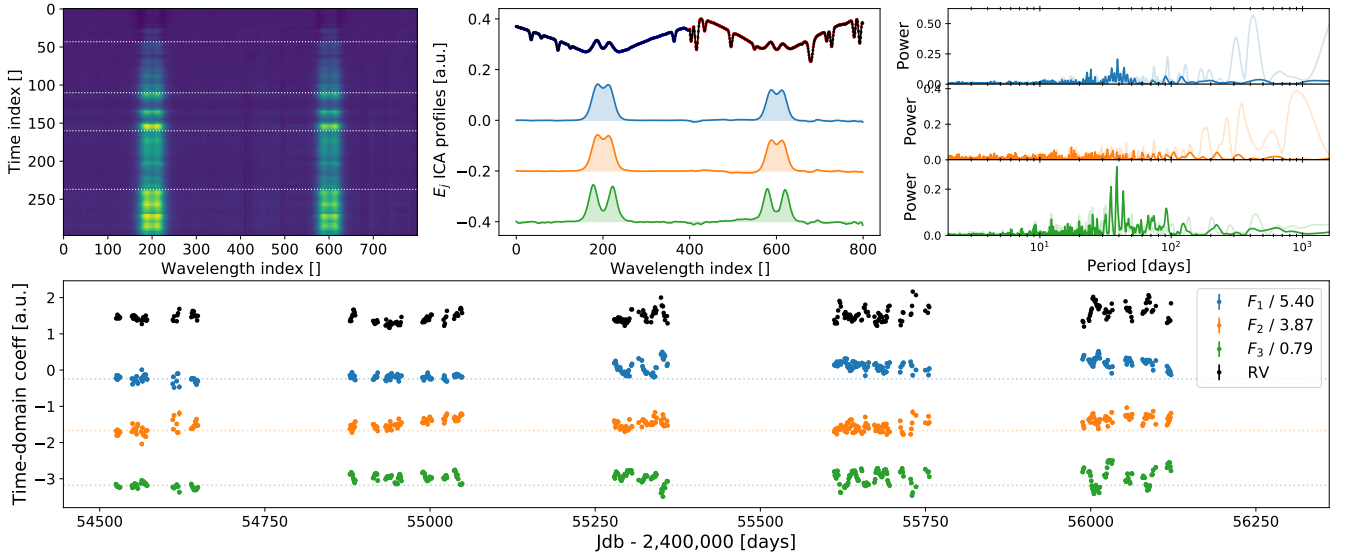 0
50
100
150
200
250
Time index []
0 100 200 300 400 500 600 700
Wavelength index []
0.4
0.2
0.0
−0.2
−0.4
E_j ICA profiles [a.u.]
0 200 400 600 800
Wavelength index []
0.50
0.25
0.0
Power
0.4
0.2
0.0
Power
0.2
0.0
Power
10^1 10^2 10^3
Period [days]
2
1
0
−1
−2
−3
Time-domain coeff [a.u.]
F_1 / 5.40
F_2 / 3.87
F_3 / 0.79
RV
54500 54750 55000 55250 55500 55750 56000 56250
Jdb - 2,400,000 [days]